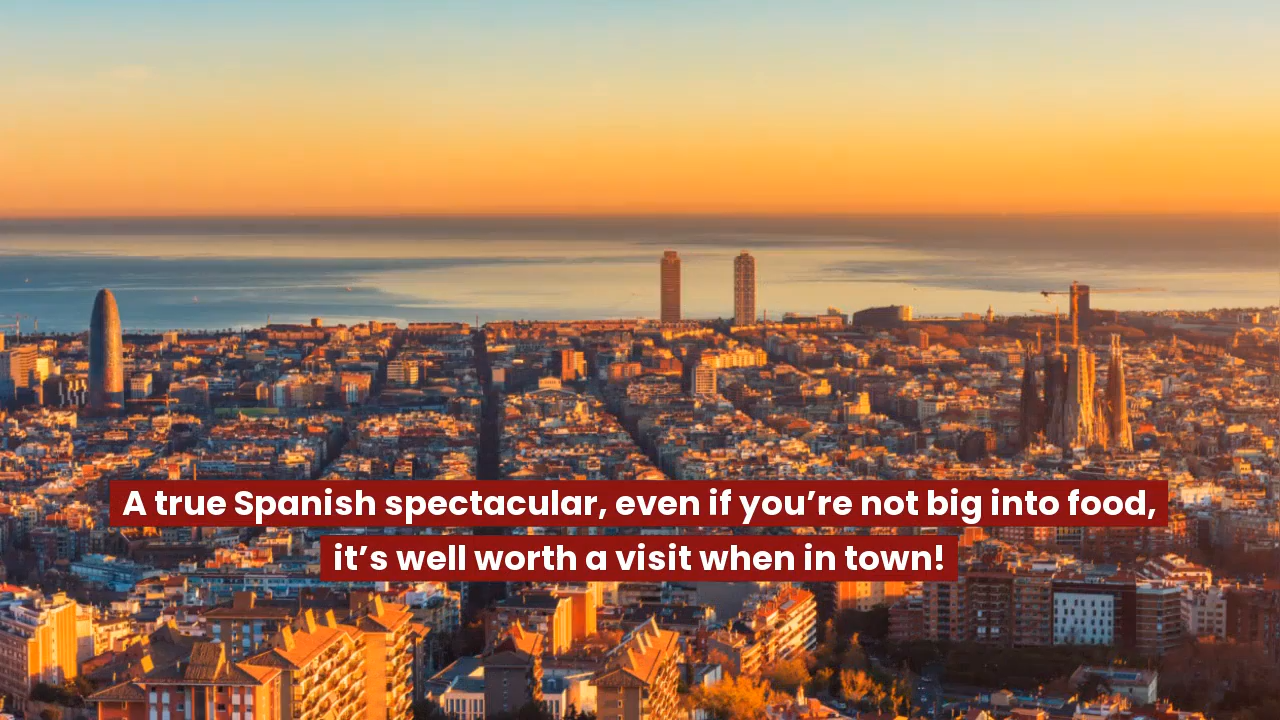 A true Spanish spectacular, even if you’re not big into food,
it’s well worth a visit when in town!